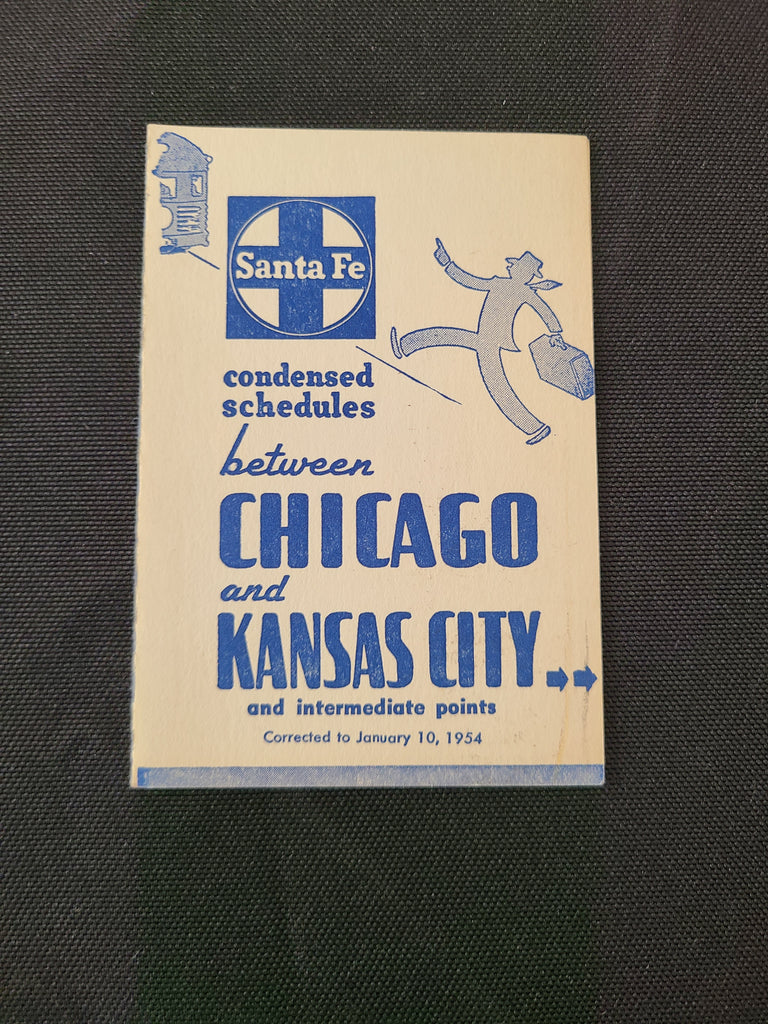 Santa Fe
condensed
schedules
between
CHICAGO
and
KANSAS CITY
and intermediate points
Corrected to January 10, 1954